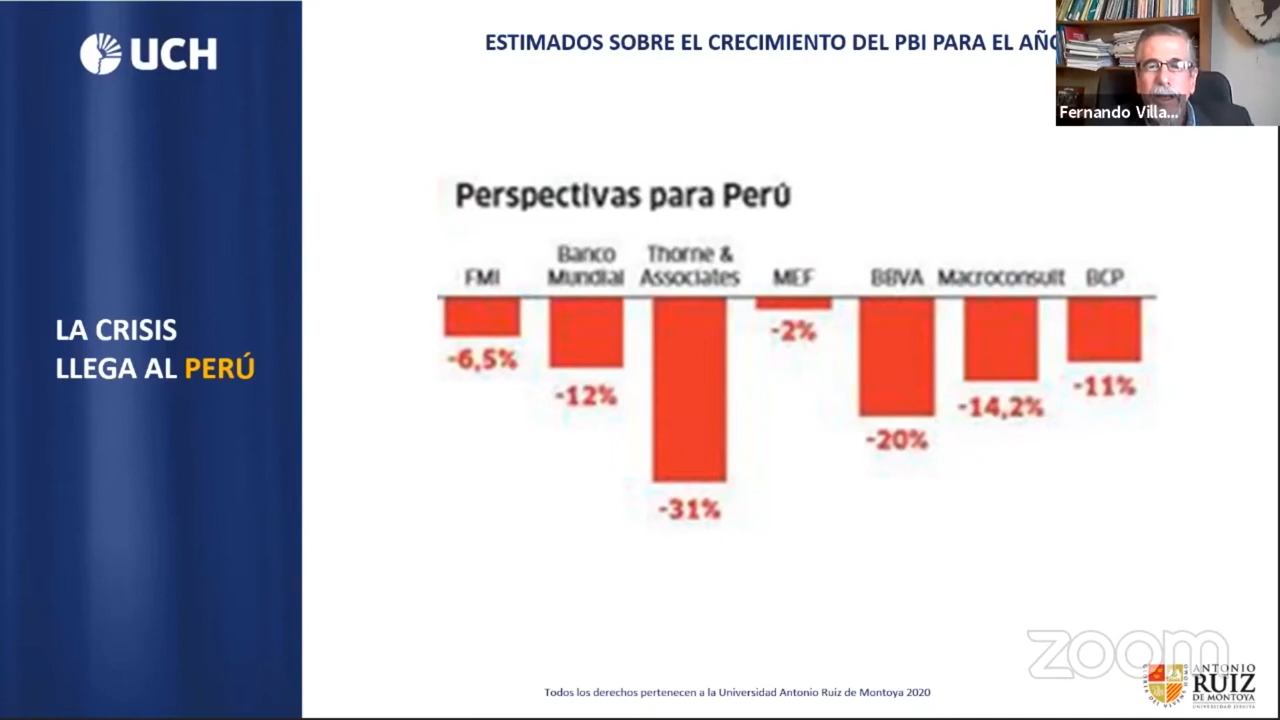 UCH
ESTIMADOS SOBRE EL CRECIMIENTO DEL PBI PARA EL AÑO
Fernando Villa...
LA CRISIS
LLEGA AL PERÚ
Perspectivas para Perú
FMI
Banco
Mundial
Thorne &
Associates
MEF
BBVA
Macroconsult
BCP
-6,5%
-12%
-31%
-2%
-20%
-14,2%
-11%
zoom
ANTONIO
RUIZ
DE MONTOYA
UNIVERSIDAD JESUITA
Todos los derechos pertenecen a la Universidad Antonio Ruiz de Montoya 2020